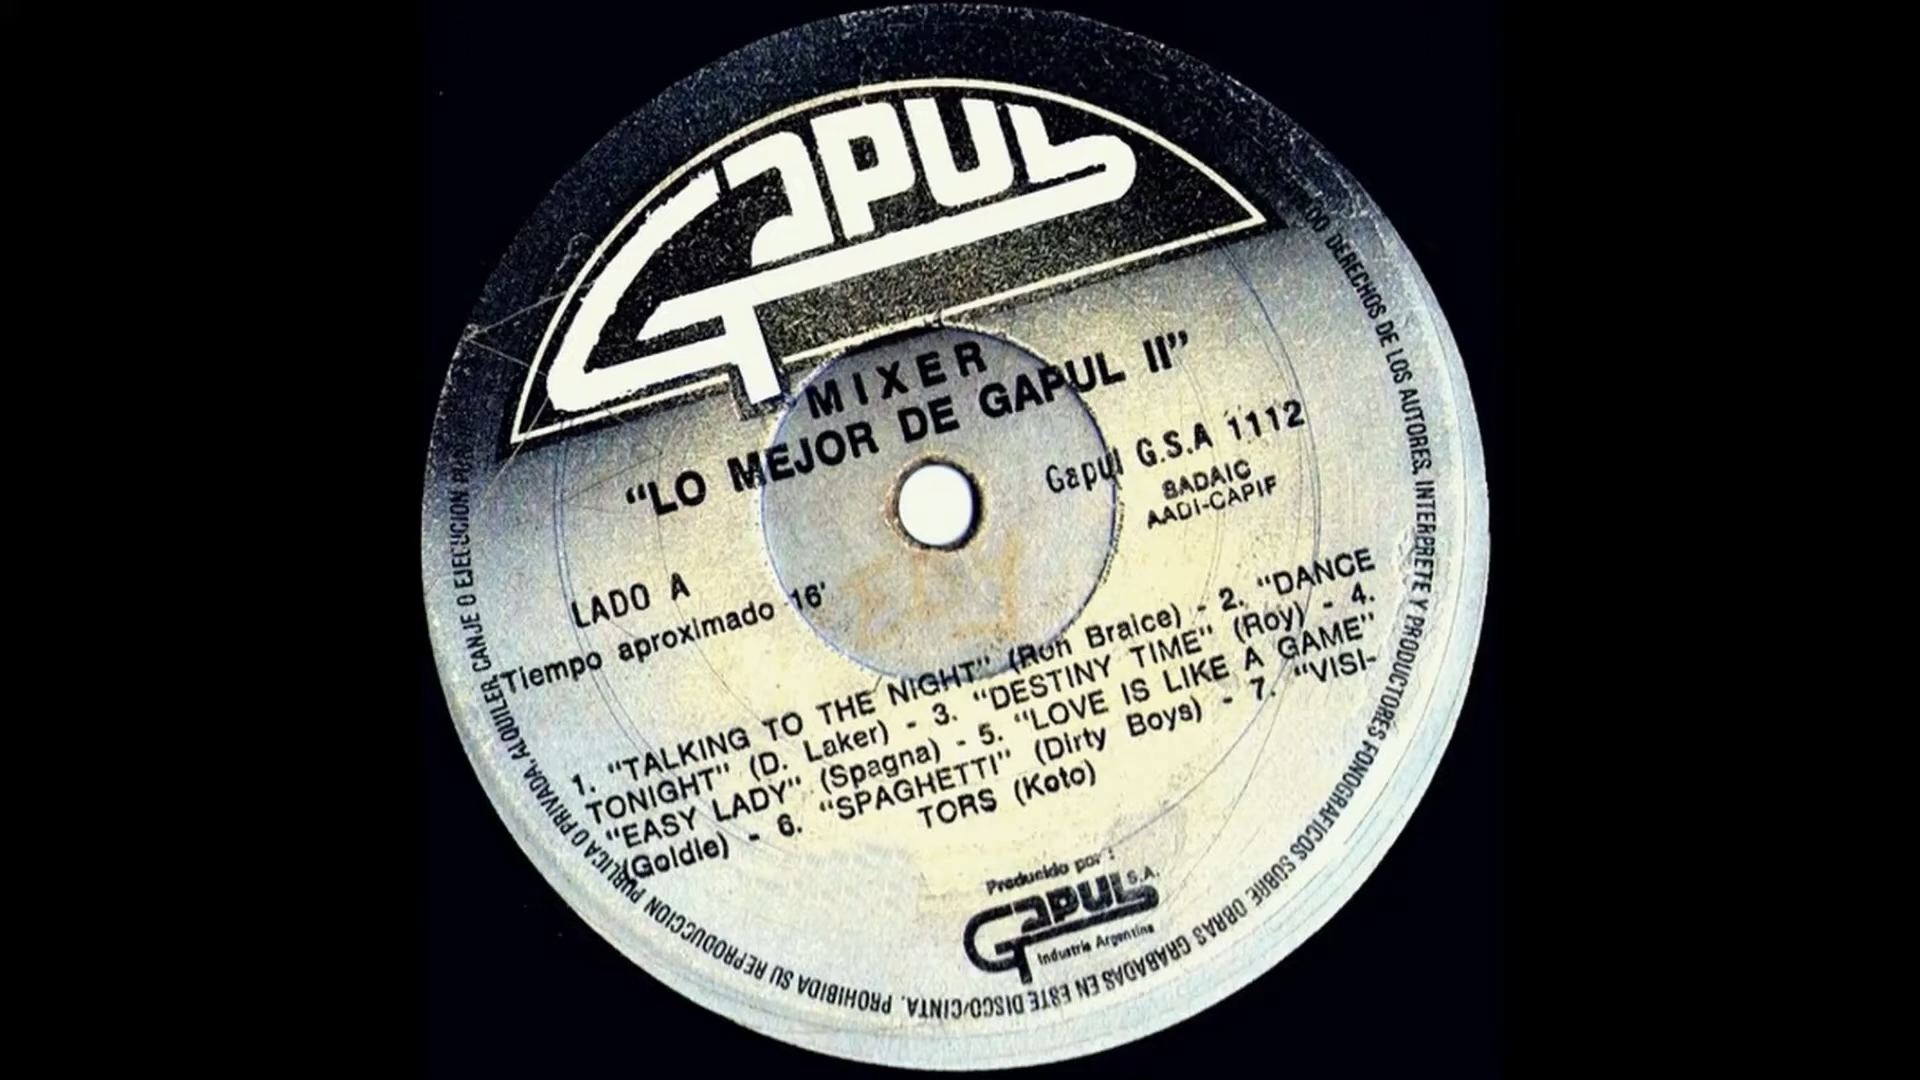 GAPUL
MIXER
“LO MEJOR DE GAPUL II”
Gapul G.S.A 1112
SADAIC
AADI-CAPIF
LADO A
Tiempo aproximado 16'
1. “TALKING TO THE NIGHT” (Ron Braice) - 2. “DANCE
TONIGHT” (D. Laker) - 3. “DESTINY TIME” (Roy) - 4.
“EASY LADY” (Spagna) - 5. “LOVE IS LIKE A GAME”
(Goldie) - 6. “SPAGHETTI” (Dirty Boys) - 7. “VISI-
TORS (Koto)
Producido por :
GAPUL S.A.
Industria Argentina
DERECHOS DE LOS AUTORES, INTERPRETE Y PRODUCTORES FONOGRAFICOS SOBRE OBRAS GRABADAS EN ESTE DISCO/CINTA. PROHIBIDA SU REPRODUCCION PUBLICA O PRIVADA, ALQUILER, CANJE O EJECUCION